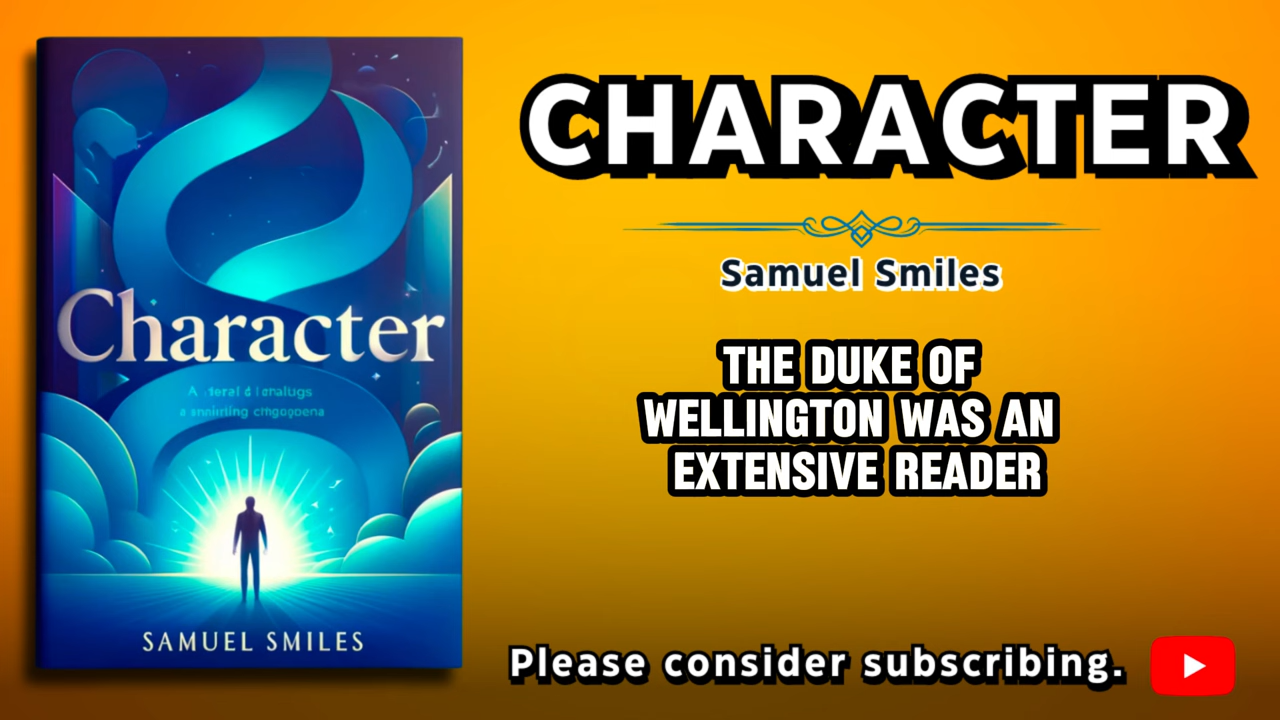 Character
SAMUEL SMILES
CHARACTER
Samuel Smiles
THE DUKE OF
WELLINGTON WAS AN
EXTENSIVE READER
Please consider subscribing.